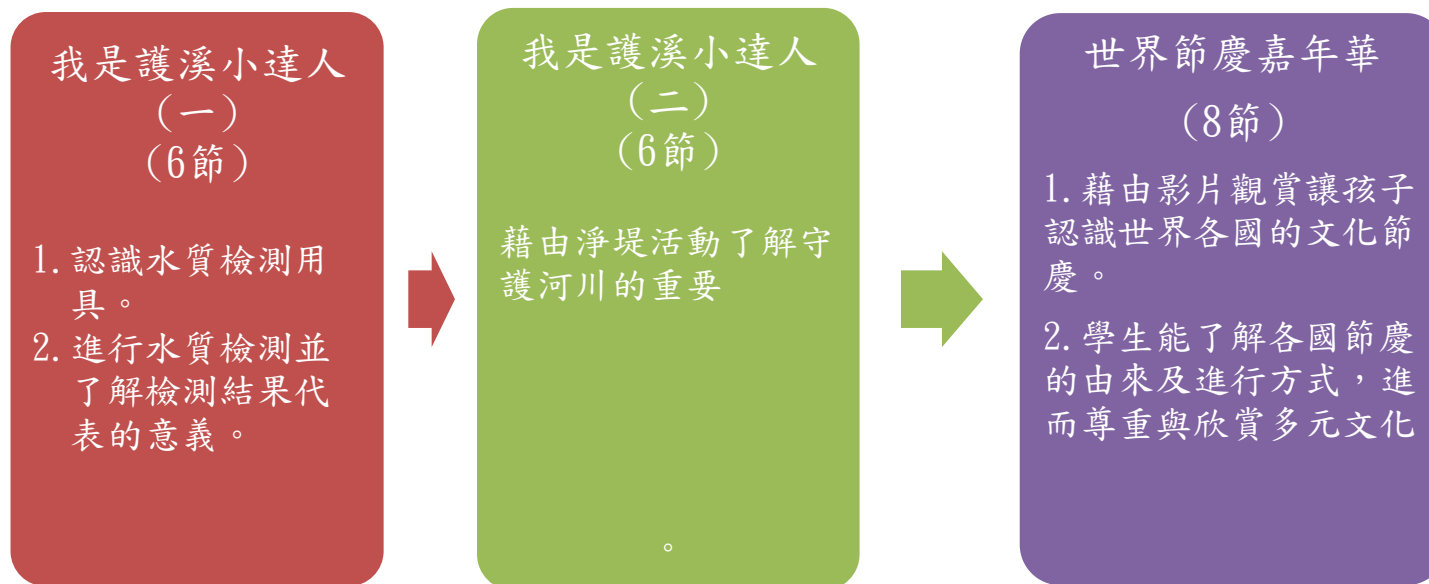 我是護溪小達人
（一）
（6節）
1. 認識水質檢測用
具。
2. 進行水質檢測並
了解檢測結果代
表的意義。
我是護溪小達人
（二）
（6節）
藉由淨堤活動了解守
護河川的重要
。
世界節慶嘉年華
（8節）
1. 藉由影片觀賞讓孩子
認識世界各國的文化節
慶。
2. 學生能了解各國節慶
的由來及進行方式，進
而尊重與欣賞多元文化